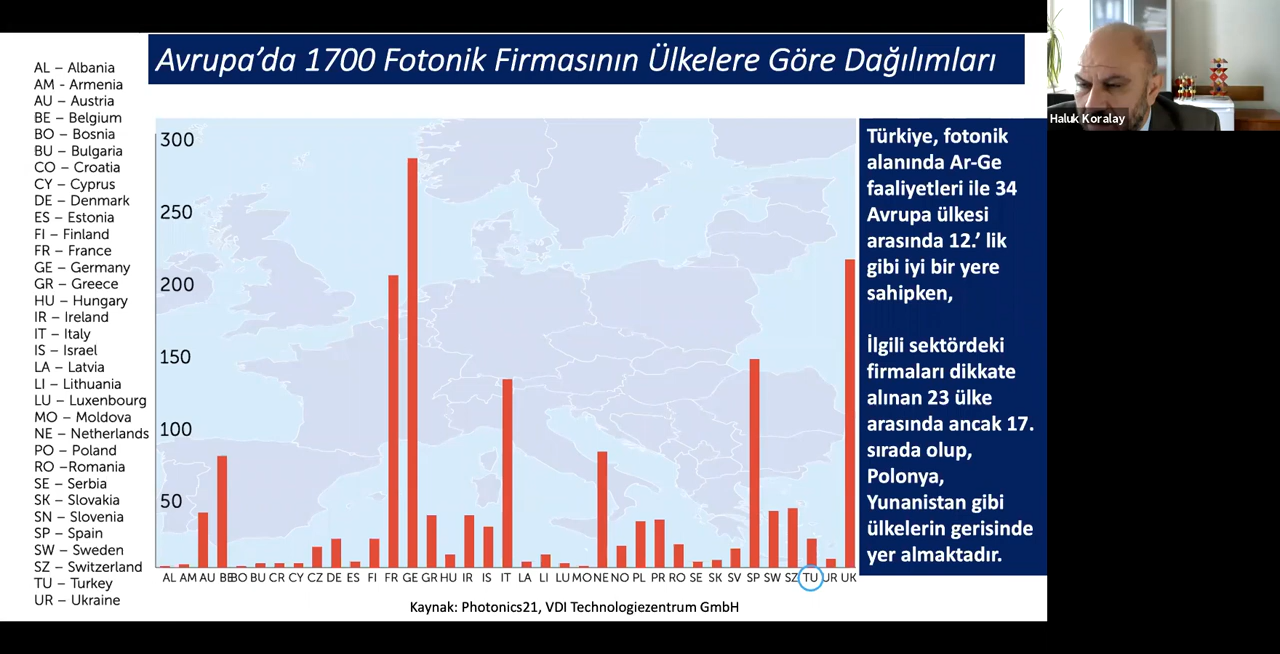 Avrupa’da 1700 Fotonik Firmasının Ülkelere Göre Dağılımları
Haluk Koralay
AL – Albania
AM - Armenia
AU – Austria
BE – Belgium
BO – Bosnia
BU – Bulgaria
CO – Croatia
CY – Cyprus
DE – Denmark
ES – Estonia
FI – Finland
FR – France
GE – Germany
GR – Greece
HU – Hungary
IR – Ireland
IT – Italy
IS – Israel
LA – Latvia
LI – Lithuania
LU – Luxembourg
MO – Moldova
NE – Netherlands
PO – Poland
RO –Romania
SE – Serbia
SK – Slovakia
SN – Slovenia
SP – Spain
SW – Sweden
SZ – Switzerland
TU – Turkey
UR – Ukraine
300
250
200
150
100
50
AL AM AU BE BO BU CR CY CZ DE ES FI FR GE GR HU IR IS IT LA LI LU MO NE NO PL PR RO SE SK SV SP SW SZ TU UR UK
Kaynak: Photonics21, VDI Technologiezentrum GmbH
Türkiye, fotonik
alanında Ar-Ge
faaliyetleri ile 34
Avrupa ülkesi
arasında 12.’ lik
gibi iyi bir yere
sahipken,
İlgili sektördeki
firmaları dikkate
alınan 23 ülke
arasında ancak 17.
sırada olup,
Polonya,
Yunanistan gibi
ülkelerin gerisinde
yer almaktadır.